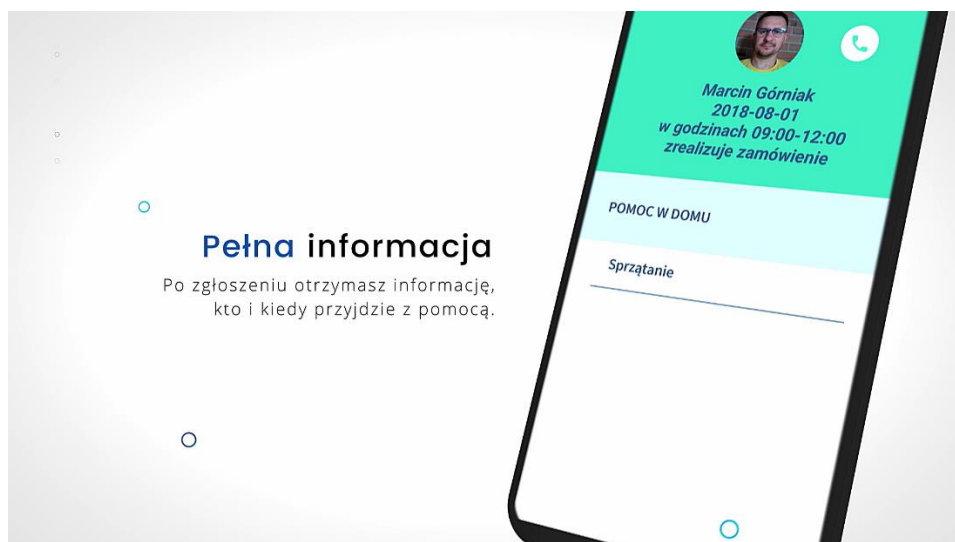 Pełna informacja
Po zgłoszeniu otrzymasz informację,
kto i kiedy przyjdzie z pomocą.
Marcin Górniak
2018-08-01
w godzinach 09:00-12:00
zrealizuje zamówienie
POMOC W DOMU
Sprzątanie